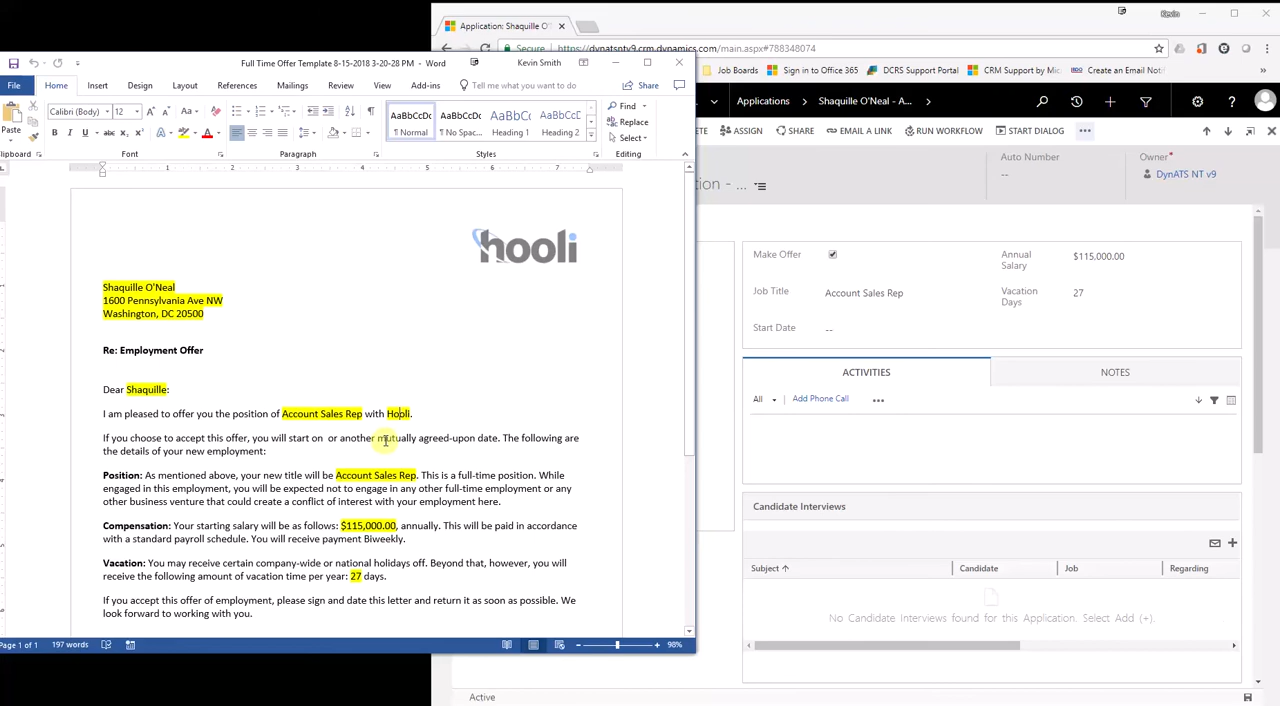 Kevin
Application: Shaquille O'
Secure
https://dynatsntv9.crm.dynamics.com/main.aspx#788348074
Job Boards
Sign in to Office 365
DCRS Support Portal
CRM Support by Micros
Create an Email Notif
Applications
Shaquille O'Neal - A...
ASSIGN
SHARE
EMAIL A LINK
RUN WORKFLOW
START DIALOG
Auto Number
--
Owner*
DynATS NT v9
Make Offer
Annual Salary
$115,000.00
Job Title
Account Sales Rep
Vacation Days
27
Start Date
--
ACTIVITIES
NOTES
All
Add Phone Call
Candidate Interviews
Subject
Candidate
Job
Regarding
No Candidate Interviews found for this Application. Select Add (+).
Active
Full Time Offer Template 8-15-2018 3-20-28 PM - Word
Kevin Smith
File
Home
Insert
Design
Layout
References
Mailings
Review
View
Add-ins
Tell me what you want to do
Share
Paste
Calibri (Body)
12
AaBbCcDc
¶ Normal
AaBbCcDc
¶ No Spac...
AaBbCc
Heading 1
AaBbCcC
Heading 2
Find
Replace
Select
Clipboard
Font
Paragraph
Styles
Editing
hooli
Shaquille O'Neal
1600 Pennsylvania Ave NW
Washington, DC 20500
Re: Employment Offer
Dear Shaquille:
I am pleased to offer you the position of Account Sales Rep with Hooli.
If you choose to accept this offer, you will start on  or another mutually agreed-upon date. The following are
the details of your new employment:
Position: As mentioned above, your new title will be Account Sales Rep. This is a full-time position. While
engaged in this employment, you will be expected not to engage in any other full-time employment or any
other business venture that could create a conflict of interest with your employment here.
Compensation: Your starting salary will be as follows: $115,000.00, annually. This will be paid in accordance
with a standard payroll schedule. You will receive payment Biweekly.
Vacation: You may receive certain company-wide or national holidays off. Beyond that, however, you will
receive the following amount of vacation time per year: 27 days.
If you accept this offer of employment, please sign and date this letter and return it as soon as possible. We
look forward to working with you.
Page 1 of 1
197 words
98%